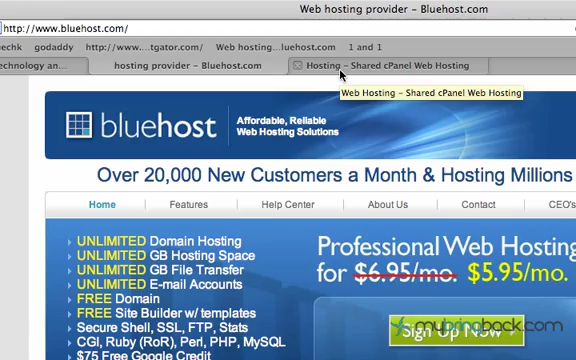 Web hosting provider - Bluehost.com
http://www.bluehost.com/
uechk godaddy http://www....tgator.com/ Web hosting...luehost.com 1 and 1
echnology an... hosting provider – Bluehost.com Hosting – Shared cPanel Web Hosting
Web Hosting - Shared cPanel Web Hosting
bluehost
Affordable, Reliable
Web Hosting Solutions
Over 20,000 New Customers a Month & Hosting Millions
Home Features Help Center About Us Contact CEO's
UNLIMITED Domain Hosting
UNLIMITED GB Hosting Space
UNLIMITED GB File Transfer
UNLIMITED E-mail Accounts
FREE Domain
FREE Site Builder w/ templates
Secure Shell, SSL, FTP, Stats
CGI, Ruby (RoR), Perl, PHP, MySQL
$75 Free Google Credit
Professional Web Hosting
for $6.95/mo. $5.95/mo.
Sign Up Now
mypingback.com